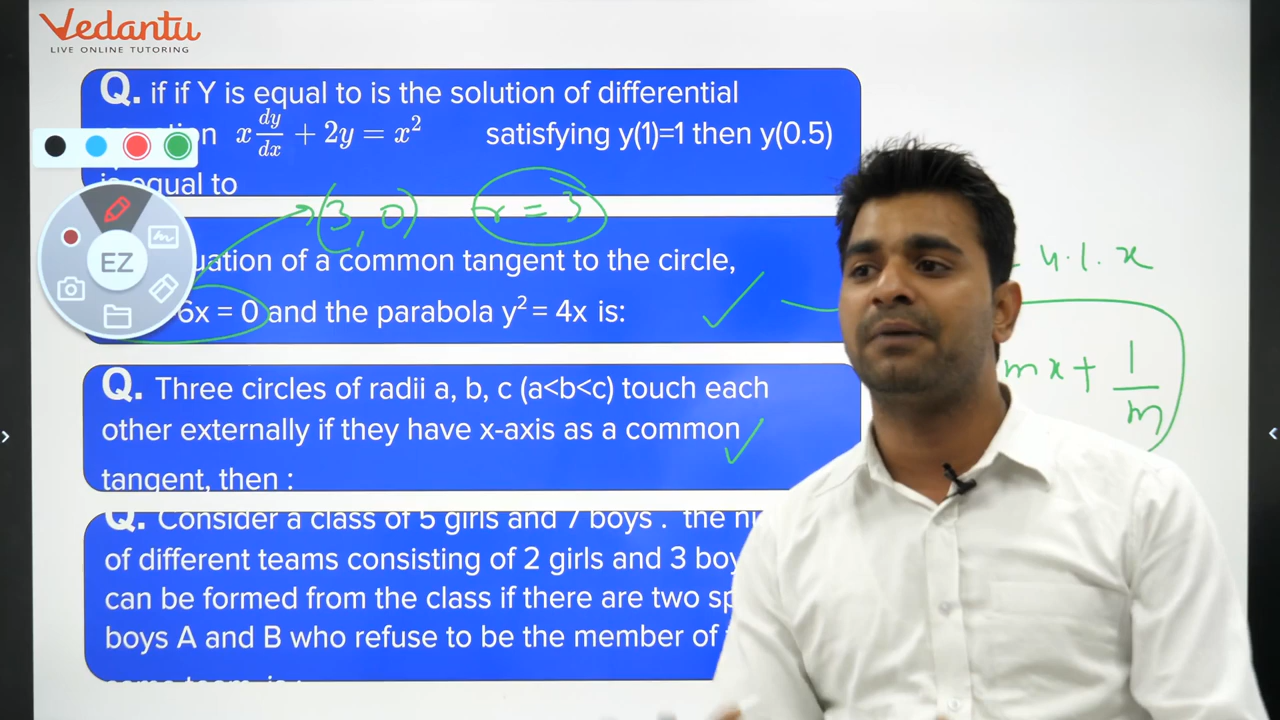 Vedantu
LIVE ONLINE TUTORING
Q. if if Y is equal to is the solution of differential
x dy/dx + 2y = x² satisfying y(1)=1 then y(0.5)
is equal to
(3, 0) r = 3
uation of a common tangent to the circle,
6x = 0 and the parabola y² = 4x is:
4.1.x
mx + 1/m
Q. Three circles of radii a, b, c (a<b<c) touch each
other externally if they have x-axis as a common
tangent, then :
Q. Consider a class of 5 girls and 7 boys . the
of different teams consisting of 2 girls and 3 boy
can be formed from the class if there are two sp
boys A and B who refuse to be the member of
EZ